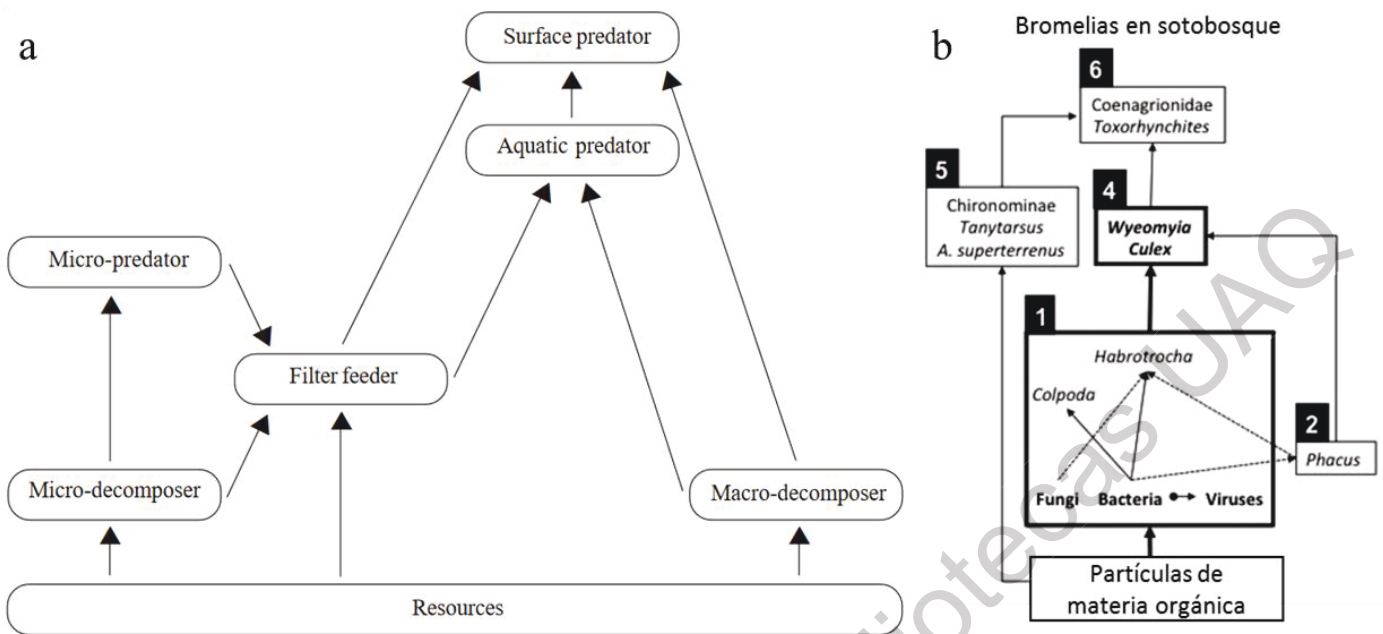 a
Surface predator
Aquatic predator
Micro-predator
Filter feeder
Micro-decomposer
Macro-decomposer
Resources
b
Bromelias en sotobosque
6
Coenagrionidae
Toxorhynchites
5
Chironominae
Tanytarsus
A. superterrenus
4
Wyeomyia
Culex
1
Habrotrocha
Colpoda
Fungi Bacteria Viruses
2
Phacus
Partículas de
materia orgánica
UAQ